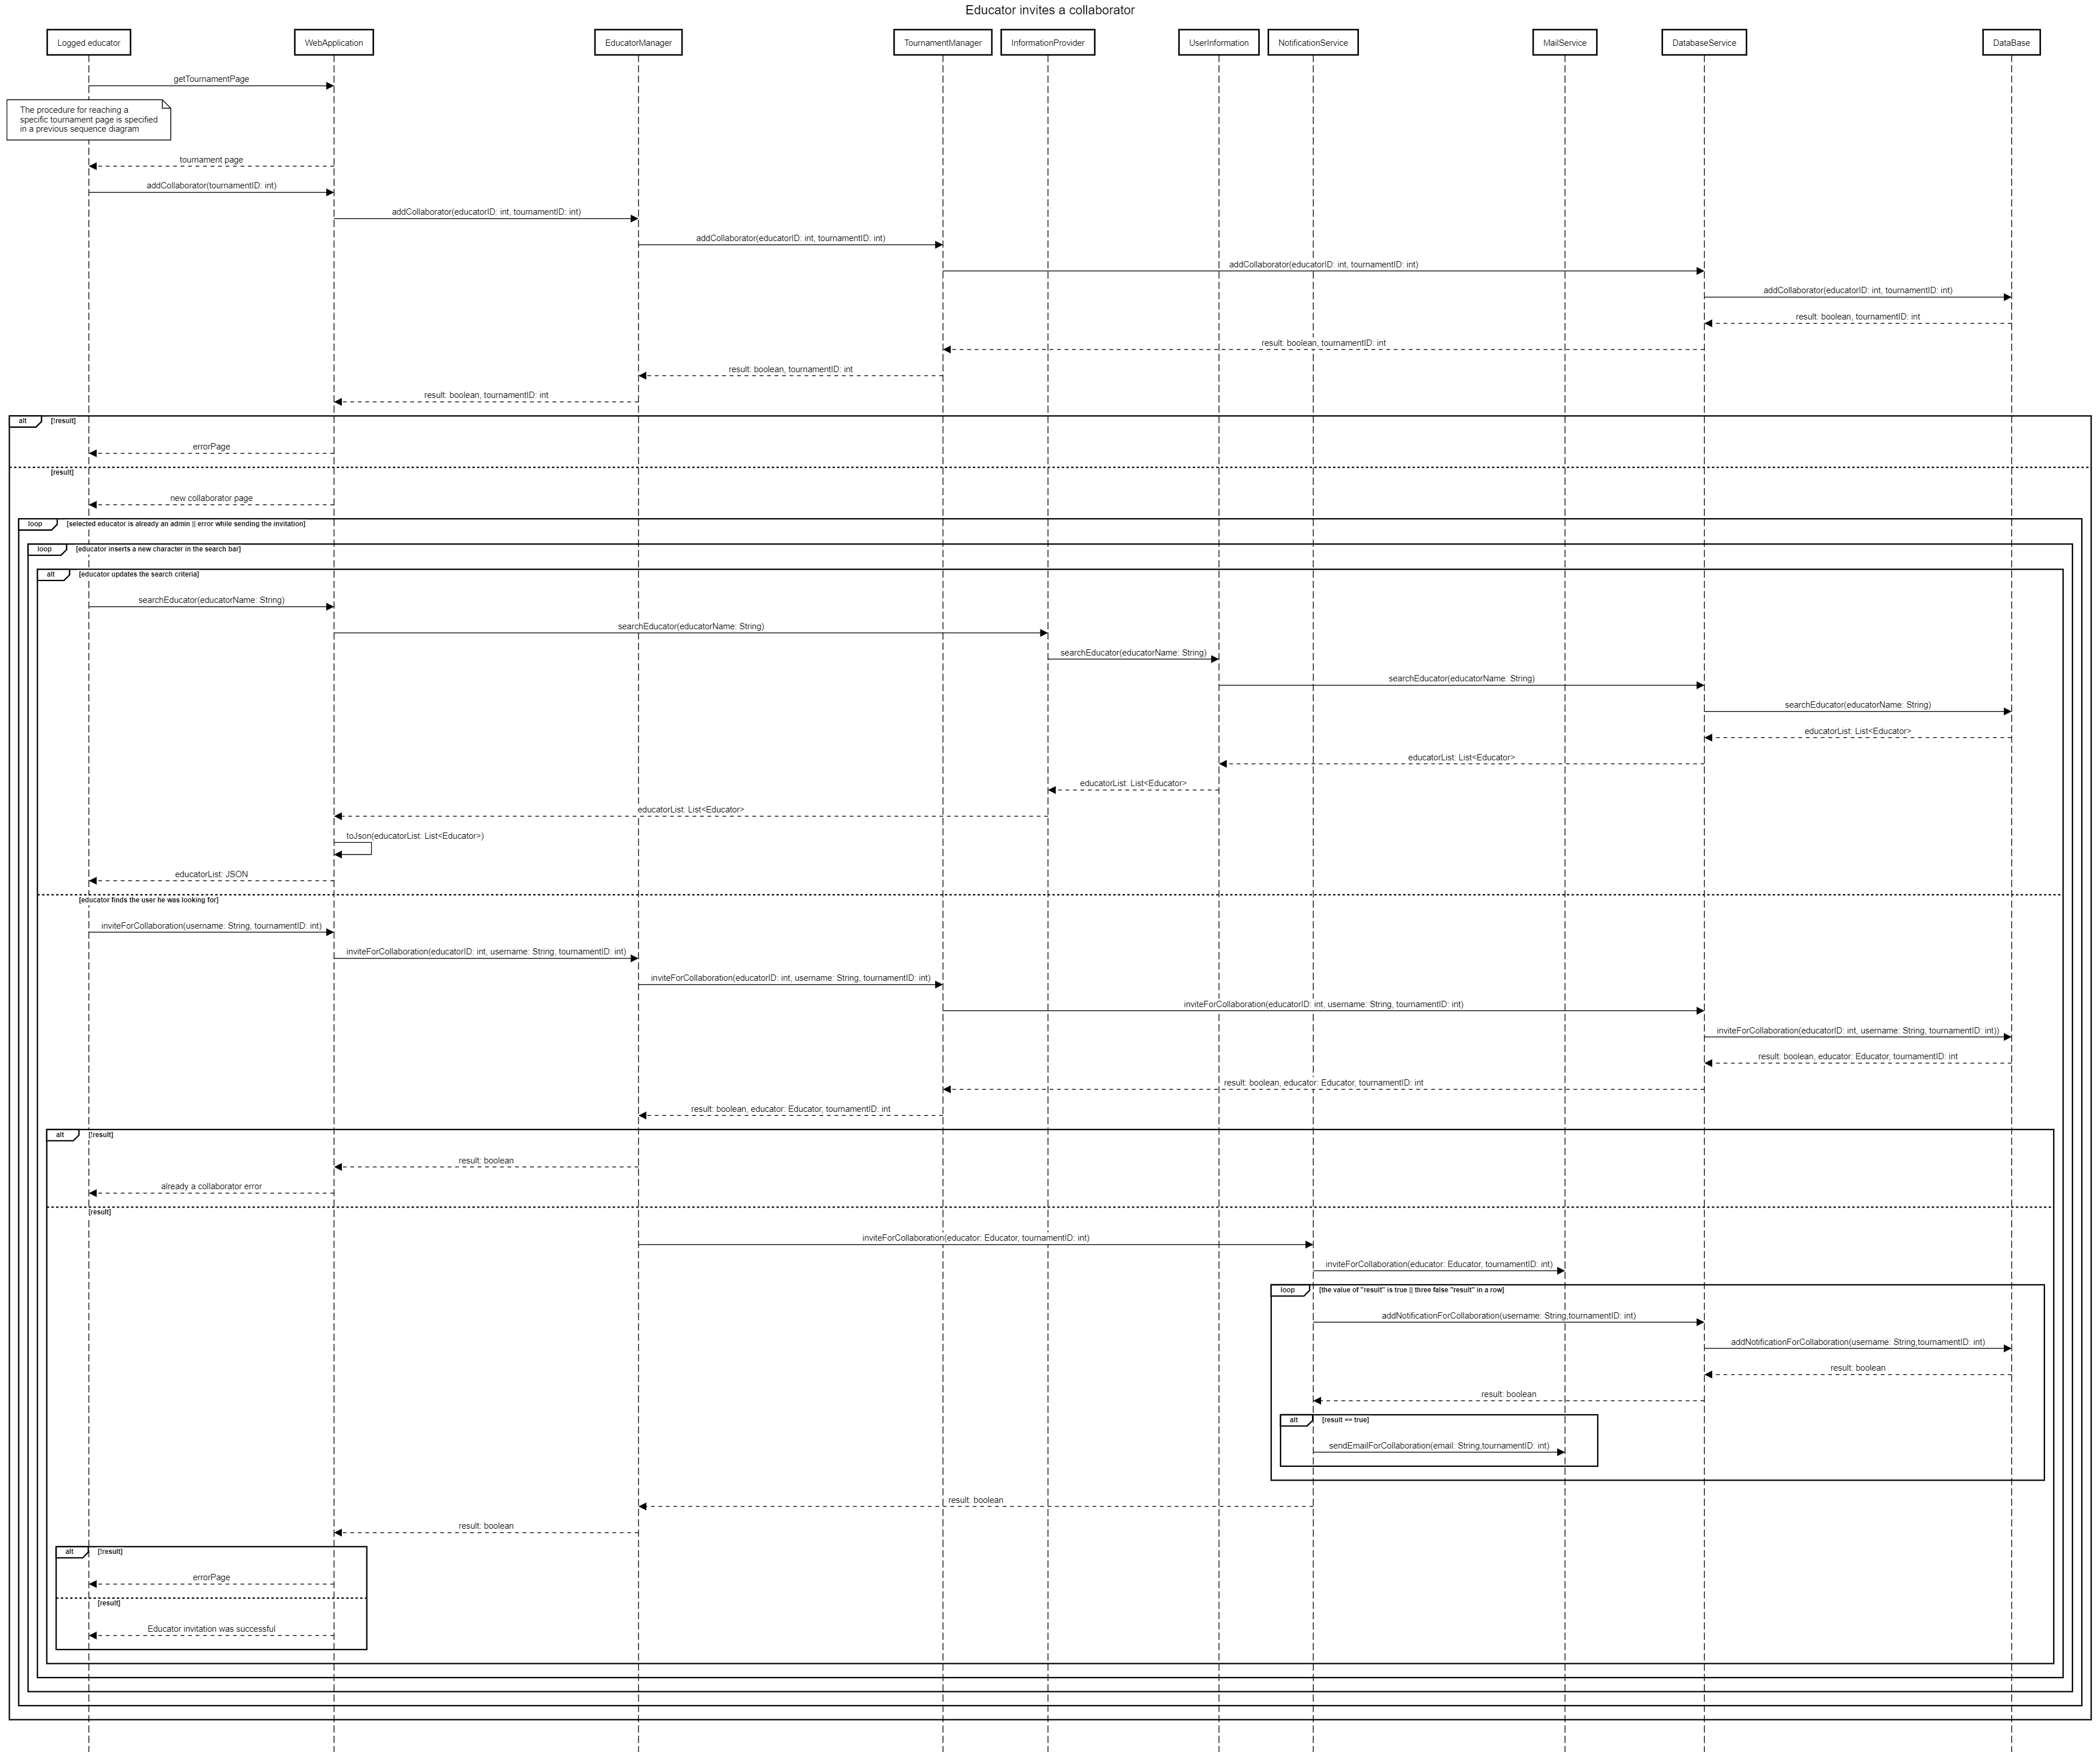 Educator invites a collaborator
Logged educator
WebApplication
EducatorManager
TournamentManager
InformationProvider
UserInformation
NotificationService
MailService
DatabaseService
DataBase
getTournamentPage
The procedure for reaching a
specific tournament page is specified
in a previous sequence diagram
tournament page
addCollaborator(tournamentID: int)
addCollaborator(educatorID: int, tournamentID: int)
addCollaborator(educatorID: int, tournamentID: int)
addCollaborator(educatorID: int, tournamentID: int)
addCollaborator(educatorID: int, tournamentID: int)
result: boolean, tournamentID: int
result: boolean, tournamentID: int
result: boolean, tournamentID: int
result: boolean, tournamentID: int
alt [!result]
errorPage
[result]
new collaborator page
loop [selected educator is already an admin || error while sending the invitation]
loop [educator inserts a new character in the search bar]
alt [educator updates the search criteria]
searchEducator(educatorName: String)
searchEducator(educatorName: String)
searchEducator(educatorName: String)
searchEducator(educatorName: String)
searchEducator(educatorName: String)
educatorList: List<Educator>
educatorList: List<Educator>
educatorList: List<Educator>
educatorList: List<Educator>
toJson(educatorList: List<Educator>)
educatorList: JSON
[educator finds the user he was looking for]
inviteForCollaboration(username: String, tournamentID: int)
inviteForCollaboration(educatorID: int, username: String, tournamentID: int)
inviteForCollaboration(educatorID: int, username: String, tournamentID: int)
inviteForCollaboration(educatorID: int, username: String, tournamentID: int)
inviteForCollaboration(educatorID: int, username: String, tournamentID: int))
result: boolean, educator: Educator, tournamentID: int
result: boolean, educator: Educator, tournamentID: int
result: boolean, educator: Educator, tournamentID: int
alt [!result]
result: boolean
already a collaborator error
[result]
inviteForCollaboration(educator: Educator, tournamentID: int)
inviteForCollaboration(educator: Educator, tournamentID: int)
loop [the value of "result" is true || three false "result" in a row]
addNotificationForCollaboration(username: String,tournamentID: int)
addNotificationForCollaboration(username: String,tournamentID: int)
result: boolean
result: boolean
alt [result == true]
sendEmailForCollaboration(email: String,tournamentID: int)
result: boolean
result: boolean
alt [!result]
errorPage
[result]
Educator invitation was successful